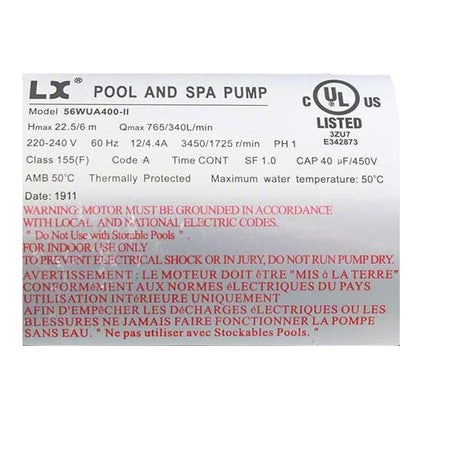 LX POOL AND SPA PUMP
Model 56WUA400-II
Hmax 22.5/6 m Qmax 765/340L/min
220-240 V 60 Hz 12/4.4A 3450/1725 r/min PH 1
Class 155(F) Code A Time CONT SF 1.0 CAP 40 µF/450V
AMB 50°C Thermally Protected Maximum water temperature: 50°C
Date: 1911
C UL US
LISTED
3ZU7
E342873
WARNING: MOTOR MUST BE GROUNDED IN ACCORDANCE
WITH LOCAL AND NATIONAL ELECTRIC CODES.
" Do Not Use with Storable Pools " .
FOR INDOOR USE ONLY
TO PREVENT ELECTRICAL SHOCK OR IN JURY, DO NOT RUN PUMP DRY.
AVERTISSEMENT : LE MOTEUR DOIT êTRE "MIS à LA TERRE"
CONFORMéMENT AUX NORMES éLECTRIQUES DU PAYS
UTILISATION INTéRIEURE UNIQUEMENT
AFIN D'EMPêCHER LES DéCHARGES éLECTRIQUES OU LES
BLESSURES NE JAMAIS FAIRE FONCTIONNER LA POMPE
SANS EAU. " Ne pas utiliser avec Stockables Pools. "